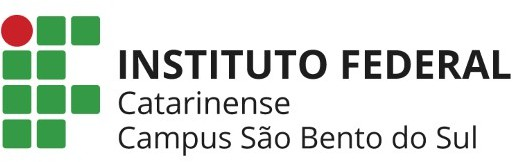 INSTITUTO FEDERAL
Catarinense
Campus São Bento do Sul